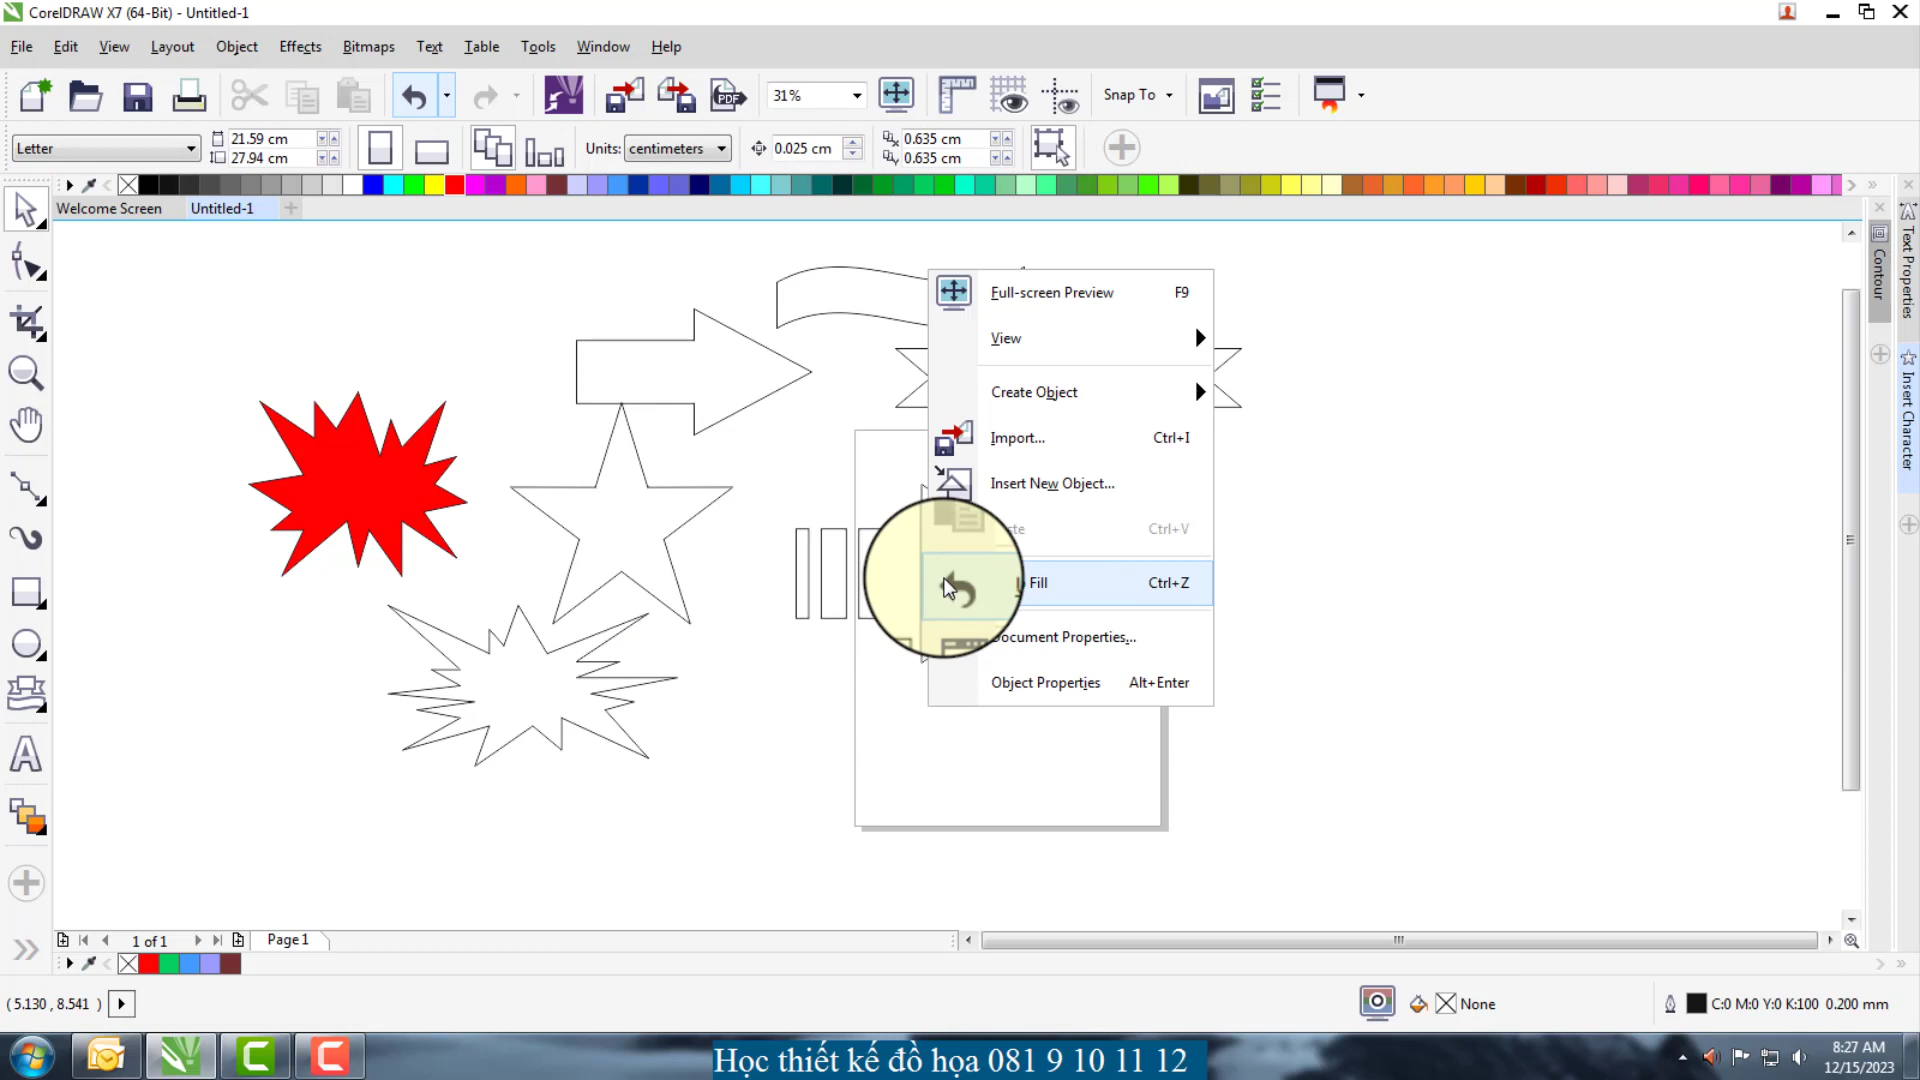 CorelDRAW X7 (64-Bit) - Untitled-1
File Edit View Layout Object Effects Bitmaps Text Table Tools Window Help
PDF 31% Snap To
Letter 21.59 cm 27.94 cm Units: centimeters 0.025 cm 0.635 cm 0.635 cm
Welcome Screen Untitled-1
Text Properties
Contour
Insert Character
Full-screen Preview F9
View
Create Object
Import... Ctrl+I
Insert New Object...
Ctrl+V
Fill Ctrl+Z
Document Properties...
Object Properties Alt+Enter
1 of 1 Page 1
(5.130 , 8.541 ) None C:0 M:0 Y:0 K:100 0.200 mm
Học thiết kế đồ họa 081 9 10 11 12
8:27 AM
12/15/2023